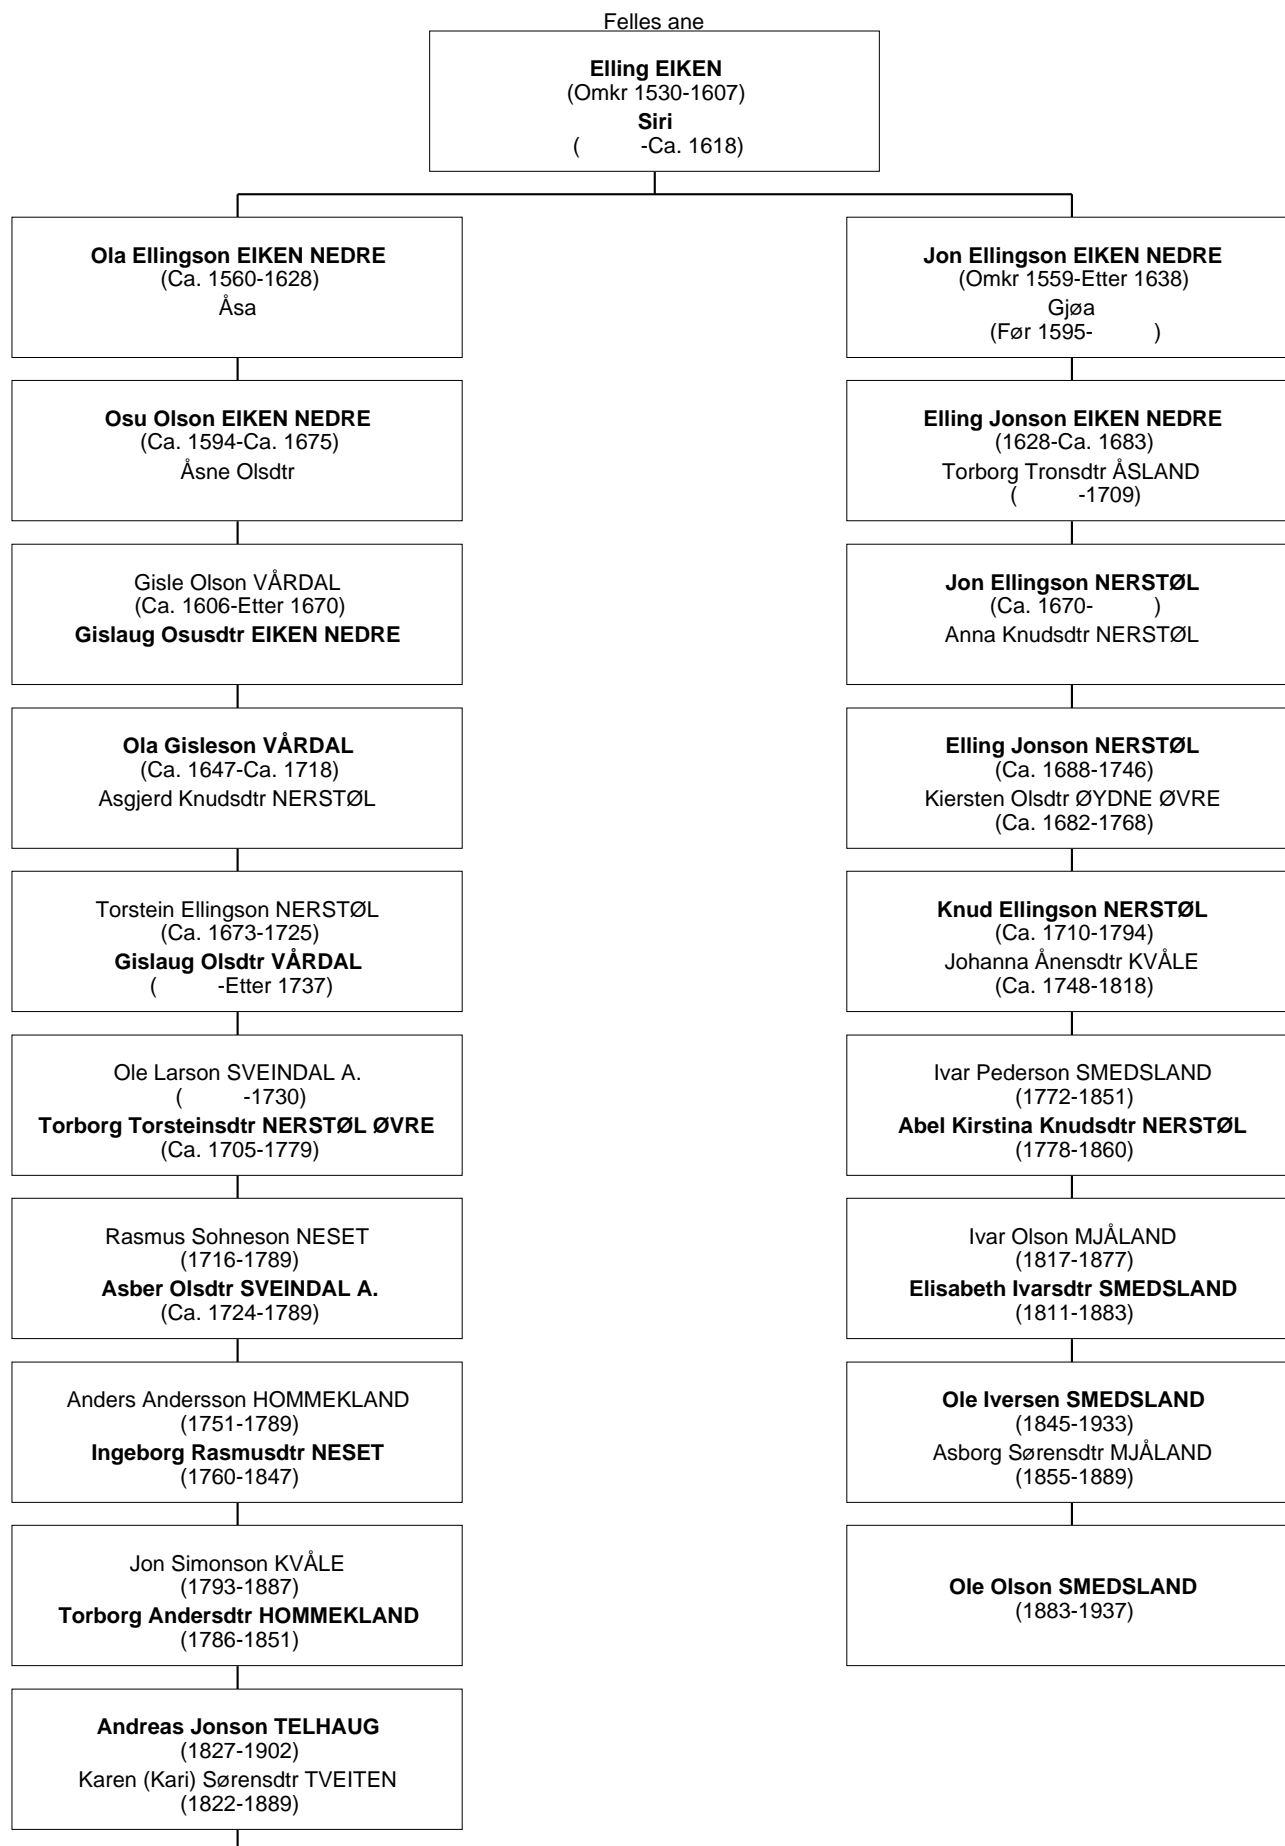 Felles ane
Elling EIKEN
(Omkr 1530-1607)
Siri
( -Ca. 1618)
Ola Ellingson EIKEN NEDRE
(Ca. 1560-1628)
Åsa
Jon Ellingson EIKEN NEDRE
(Omkr 1559-Etter 1638)
Gjøa
(Før 1595- )
Osu Olson EIKEN NEDRE
(Ca. 1594-Ca. 1675)
Åsne Olsdtr
Elling Jonson EIKEN NEDRE
(1628-Ca. 1683)
Torborg Tronsdtr ÅSLAND
( -1709)
Gisle Olson VÅRDAL
(Ca. 1606-Etter 1670)
Gislaug Osusdtr EIKEN NEDRE
Jon Ellingson NERSTØL
(Ca. 1670- )
Anna Knudsdtr NERSTØL
Ola Gisleson VÅRDAL
(Ca. 1647-Ca. 1718)
Asgjerd Knudsdtr NERSTØL
Elling Jonson NERSTØL
(Ca. 1688-1746)
Kiersten Olsdtr ØYDNE ØVRE
(Ca. 1682-1768)
Torstein Ellingson NERSTØL
(Ca. 1673-1725)
Gislaug Olsdtr VÅRDAL
( -Etter 1737)
Knud Ellingson NERSTØL
(Ca. 1710-1794)
Johanna Ånensdtr KVÅLE
(Ca. 1748-1818)
Ole Larson SVEINDAL A.
( -1730)
Torborg Torsteinsdtr NERSTØL ØVRE
(Ca. 1705-1779)
Ivar Pederson SMEDSLAND
(1772-1851)
Abel Kirstina Knudsdtr NERSTØL
(1778-1860)
Rasmus Sohneson NESET
(1716-1789)
Asber Olsdtr SVEINDAL A.
(Ca. 1724-1789)
Ivar Olson MJÅLAND
(1817-1877)
Elisabeth Ivarsdtr SMEDSLAND
(1811-1883)
Anders Andersson HOMMEKLAND
(1751-1789)
Ingeborg Rasmusdtr NESET
(1760-1847)
Ole Iversen SMEDSLAND
(1845-1933)
Asborg Sørensdtr MJÅLAND
(1855-1889)
Jon Simonson KVÅLE
(1793-1887)
Torborg Andersdtr HOMMEKLAND
(1786-1851)
Ole Olson SMEDSLAND
(1883-1937)
Andreas Jonson TELHAUG
(1827-1902)
Karen (Kari) Sørensdtr TVEITEN
(1822-1889)